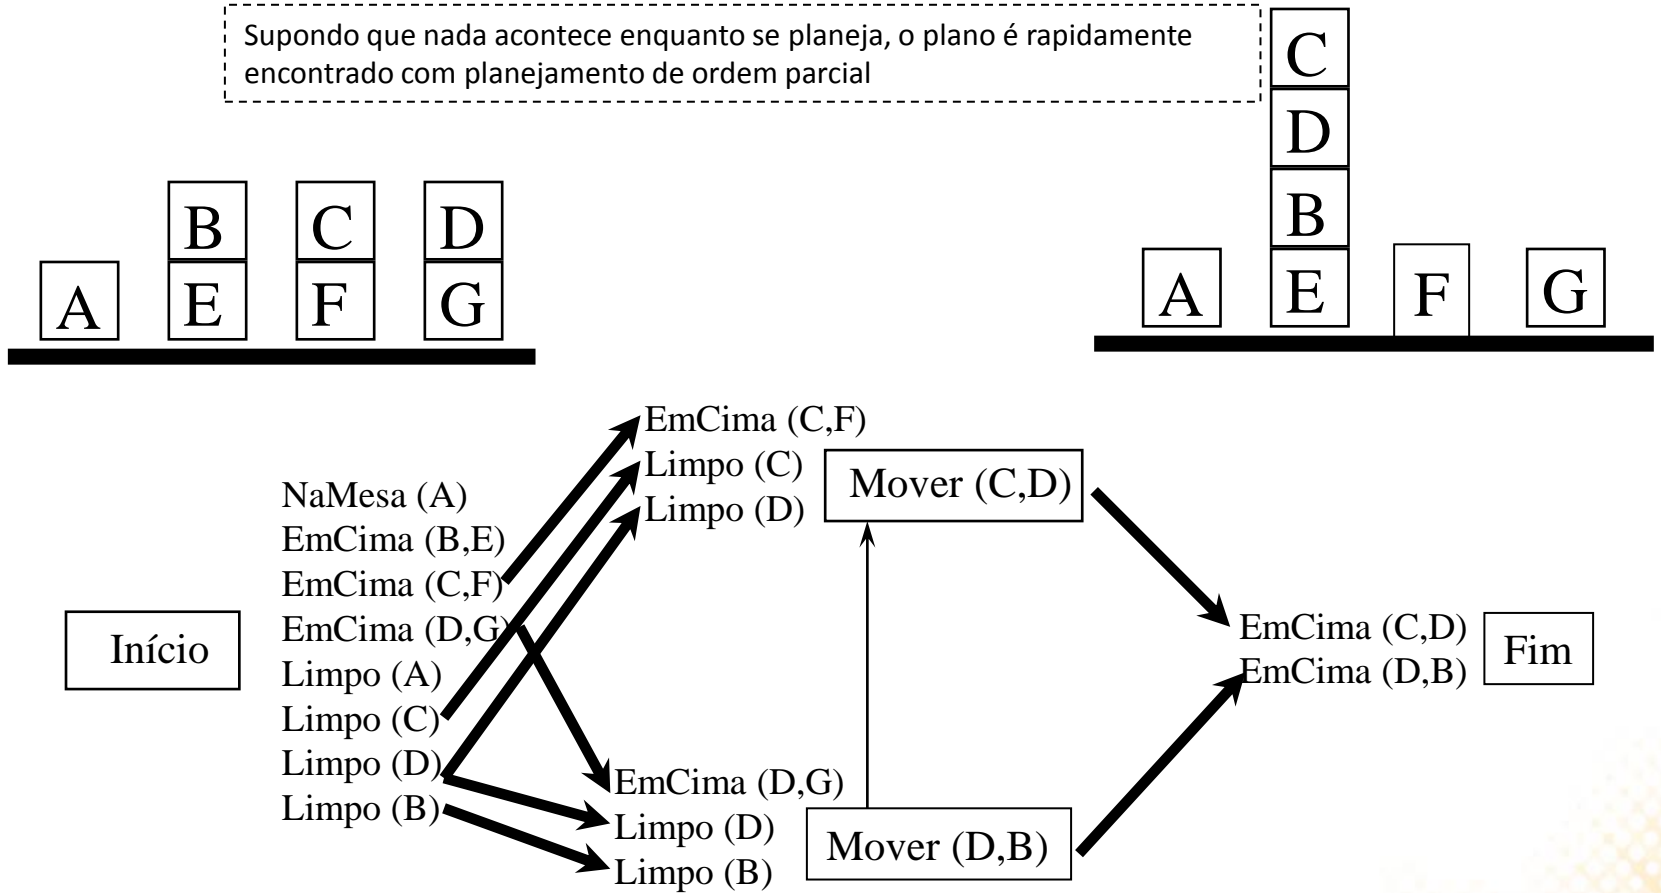 Supondo que nada acontece enquanto se planeja, o plano é rapidamente
encontrado com planejamento de ordem parcial
B C D
A E F G
C
D
B
A E F G
EmCima (C,F)
Limpo (C)
Limpo (D)
Mover (C,D)
NaMesa (A)
EmCima (B,E)
EmCima (C,F)
EmCima (D,G)
Limpo (A)
Limpo (C)
Limpo (D)
Limpo (B)
Início
EmCima (D,G)
Limpo (D)
Limpo (B)
Mover (D,B)
EmCima (C,D)
EmCima (D,B)
Fim